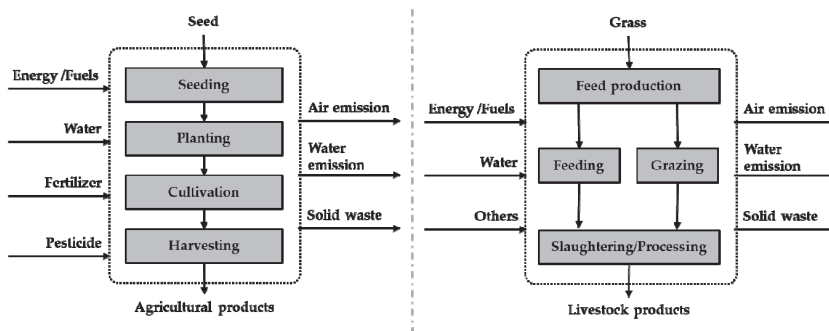 Seed
Energy /Fuels
Seeding
Air emission
Water
Planting
Water
emission
Fertilizer
Cultivation
Solid waste
Pesticide
Harvesting
Agricultural products
Grass
Feed production
Energy /Fuels
Air emission
Water
Feeding
Grazing
Water
emission
Others
Solid waste
Slaughtering/Processing
Livestock products